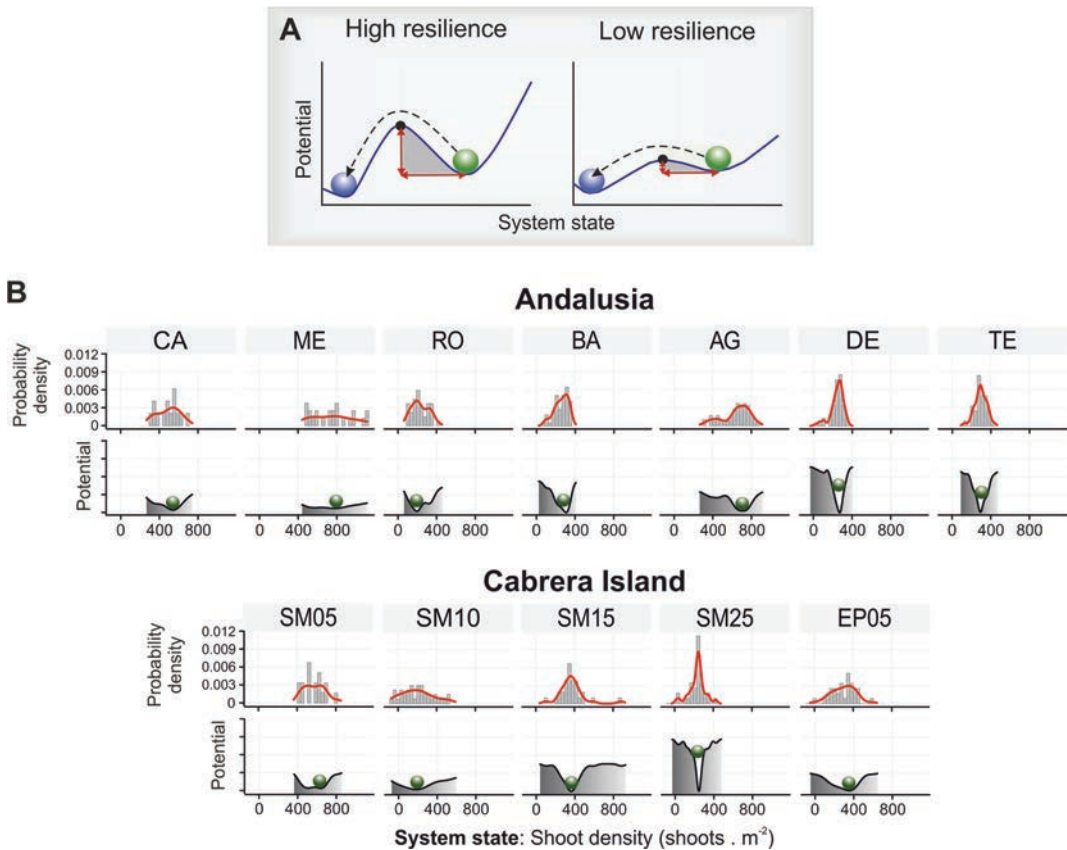 A
High resilience
Low resilience
Potential
System state
B
Andalusia
CA ME RO BA AG DE TE
Probability density
0.012
0.009
0.006
0.003
0
Potential
0 400 800 0 400 800 0 400 800 0 400 800 0 400 800 0 400 800 0 400 800
Cabrera Island
SM05 SM10 SM15 SM25 EP05
Probability density
0.012
0.009
0.006
0.003
0
Potential
0 400 800 0 400 800 0 400 800 0 400 800 0 400 800
System state: Shoot density (shoots . m⁻²)